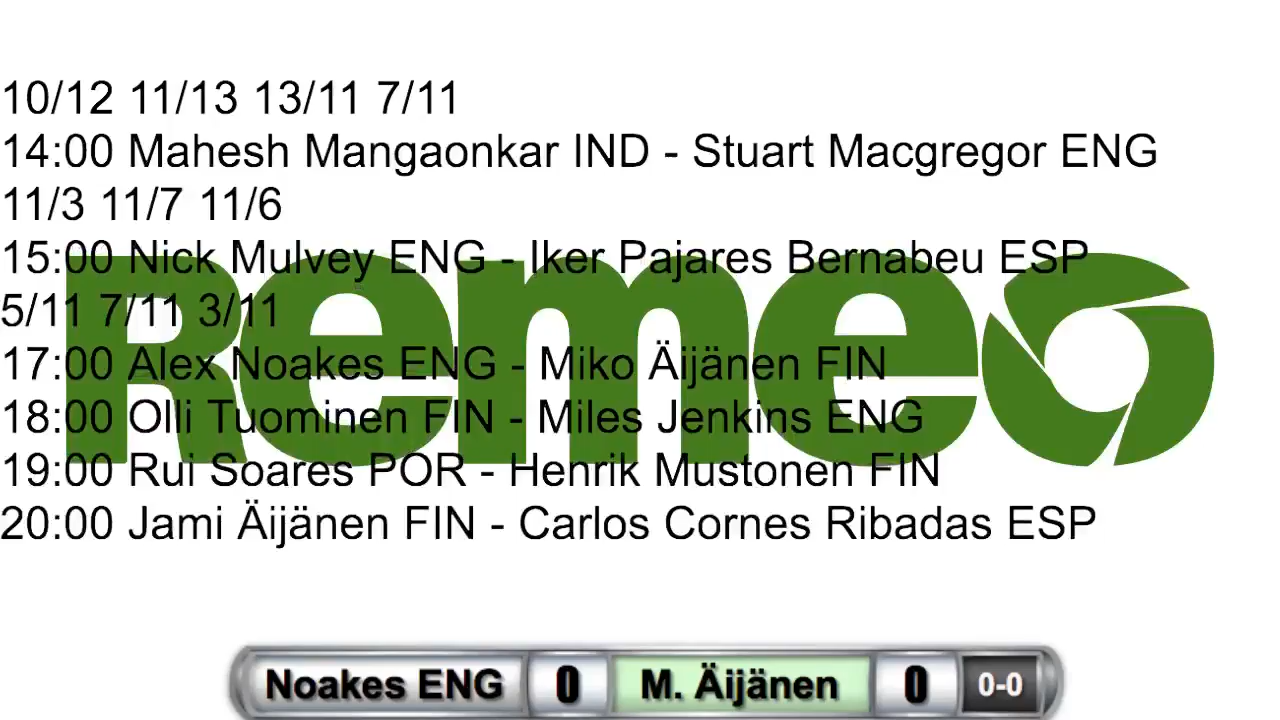 10/12 11/13 13/11 7/11
14:00 Mahesh Mangaonkar IND - Stuart Macgregor ENG
11/3 11/7 11/6
15:00 Nick Mulvey ENG - Iker Pajares Bernabeu ESP
5/11 7/11 3/11
17:00 Alex Noakes ENG - Miko Äijänen FIN
18:00 Olli Tuominen FIN - Miles Jenkins ENG
19:00 Rui Soares POR - Henrik Mustonen FIN
20:00 Jami Äijänen FIN - Carlos Cornes Ribadas ESP
Remeo
Noakes ENG 0 M. Äijänen 0 0-0